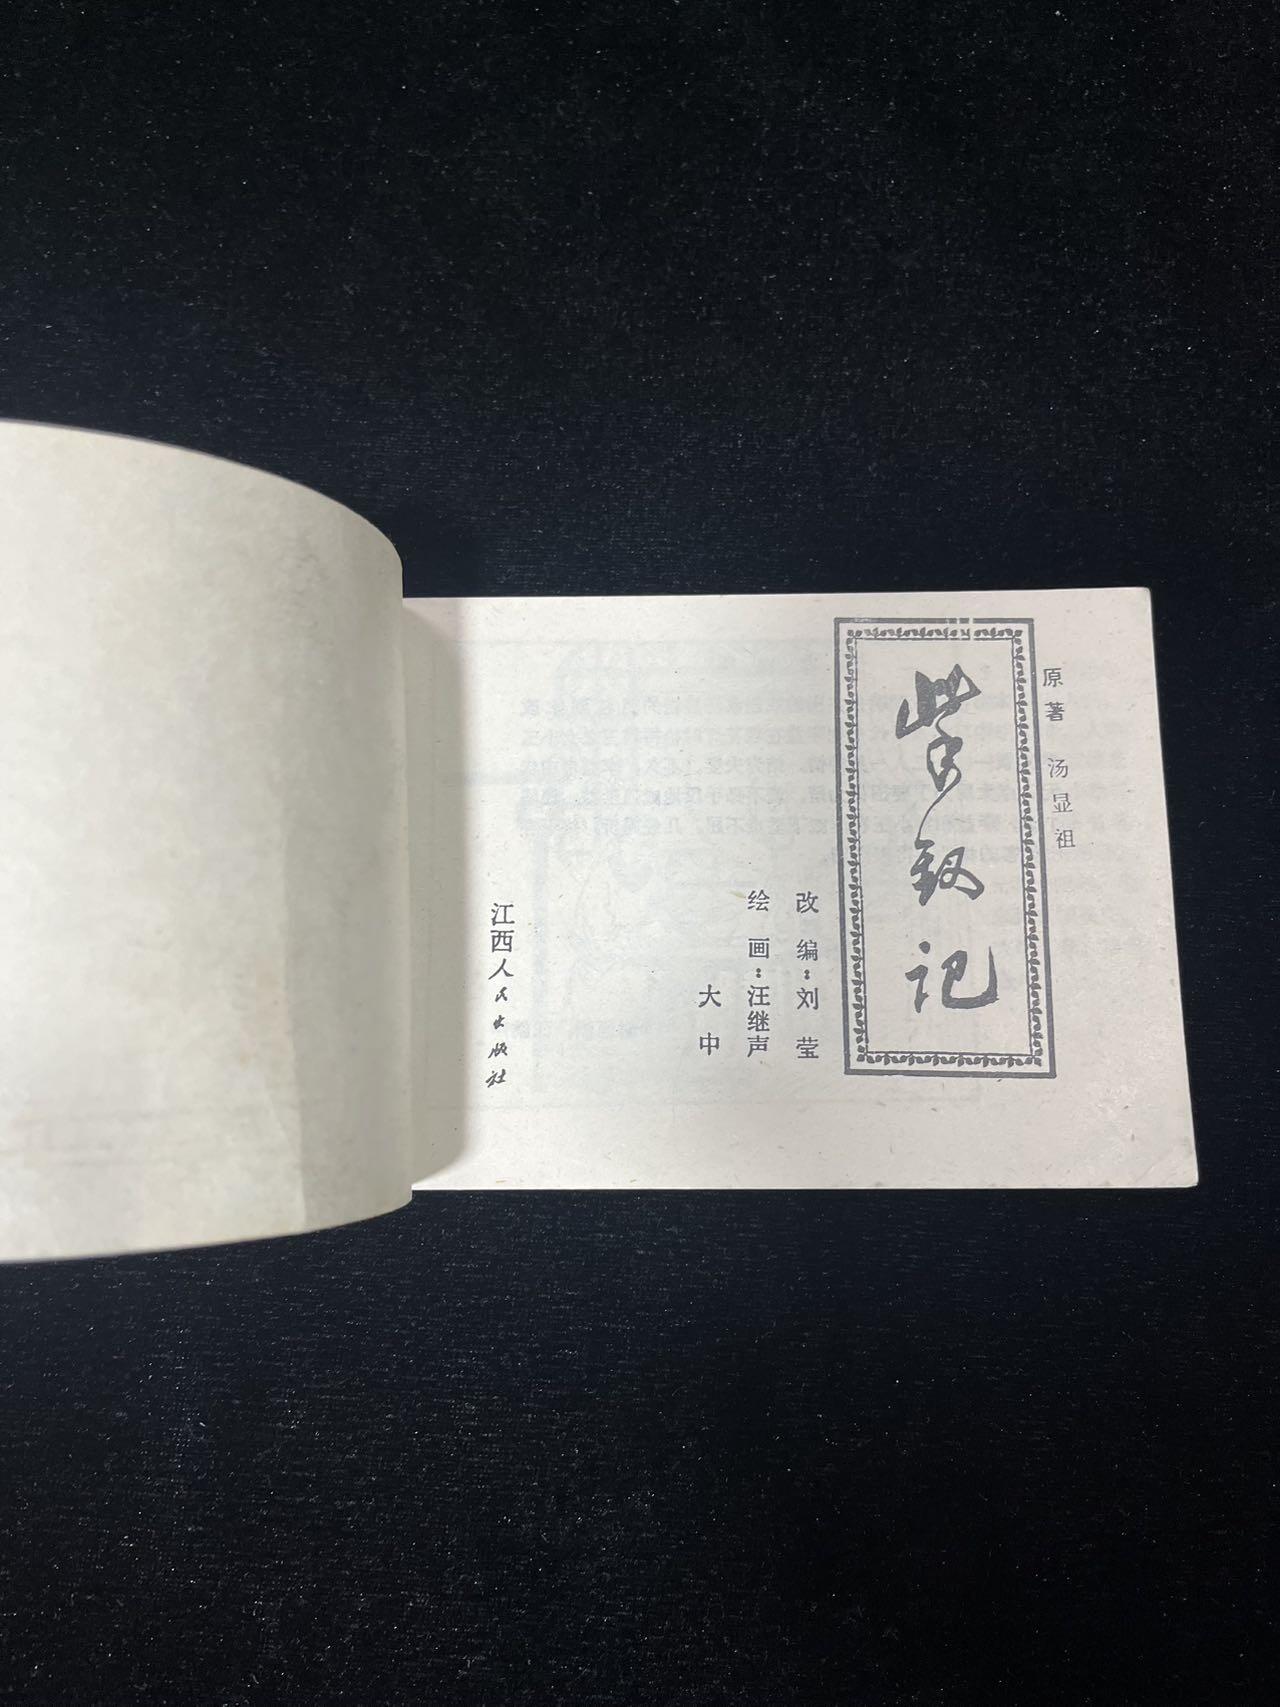 原著 汤显祖
紫钗记
改编：刘莹
绘画：汪继声
大中
江西人民出版社